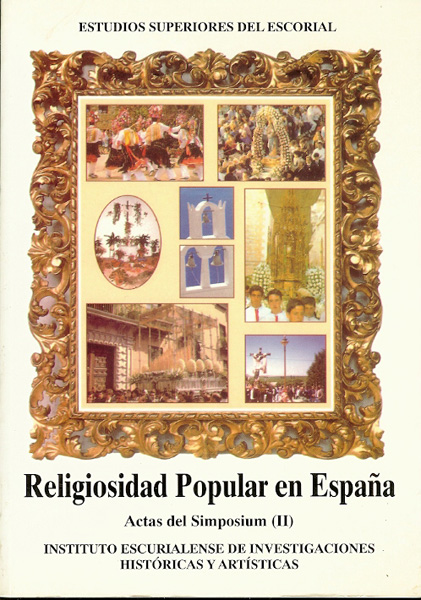 ESTUDIOS SUPERIORES DEL ESCORIAL
Religiosidad Popular en España
Actas del Simposium (II)
INSTITUTO ESCURIALENSE DE INVESTIGACIONES
HISTÓRICAS Y ARTÍSTICAS